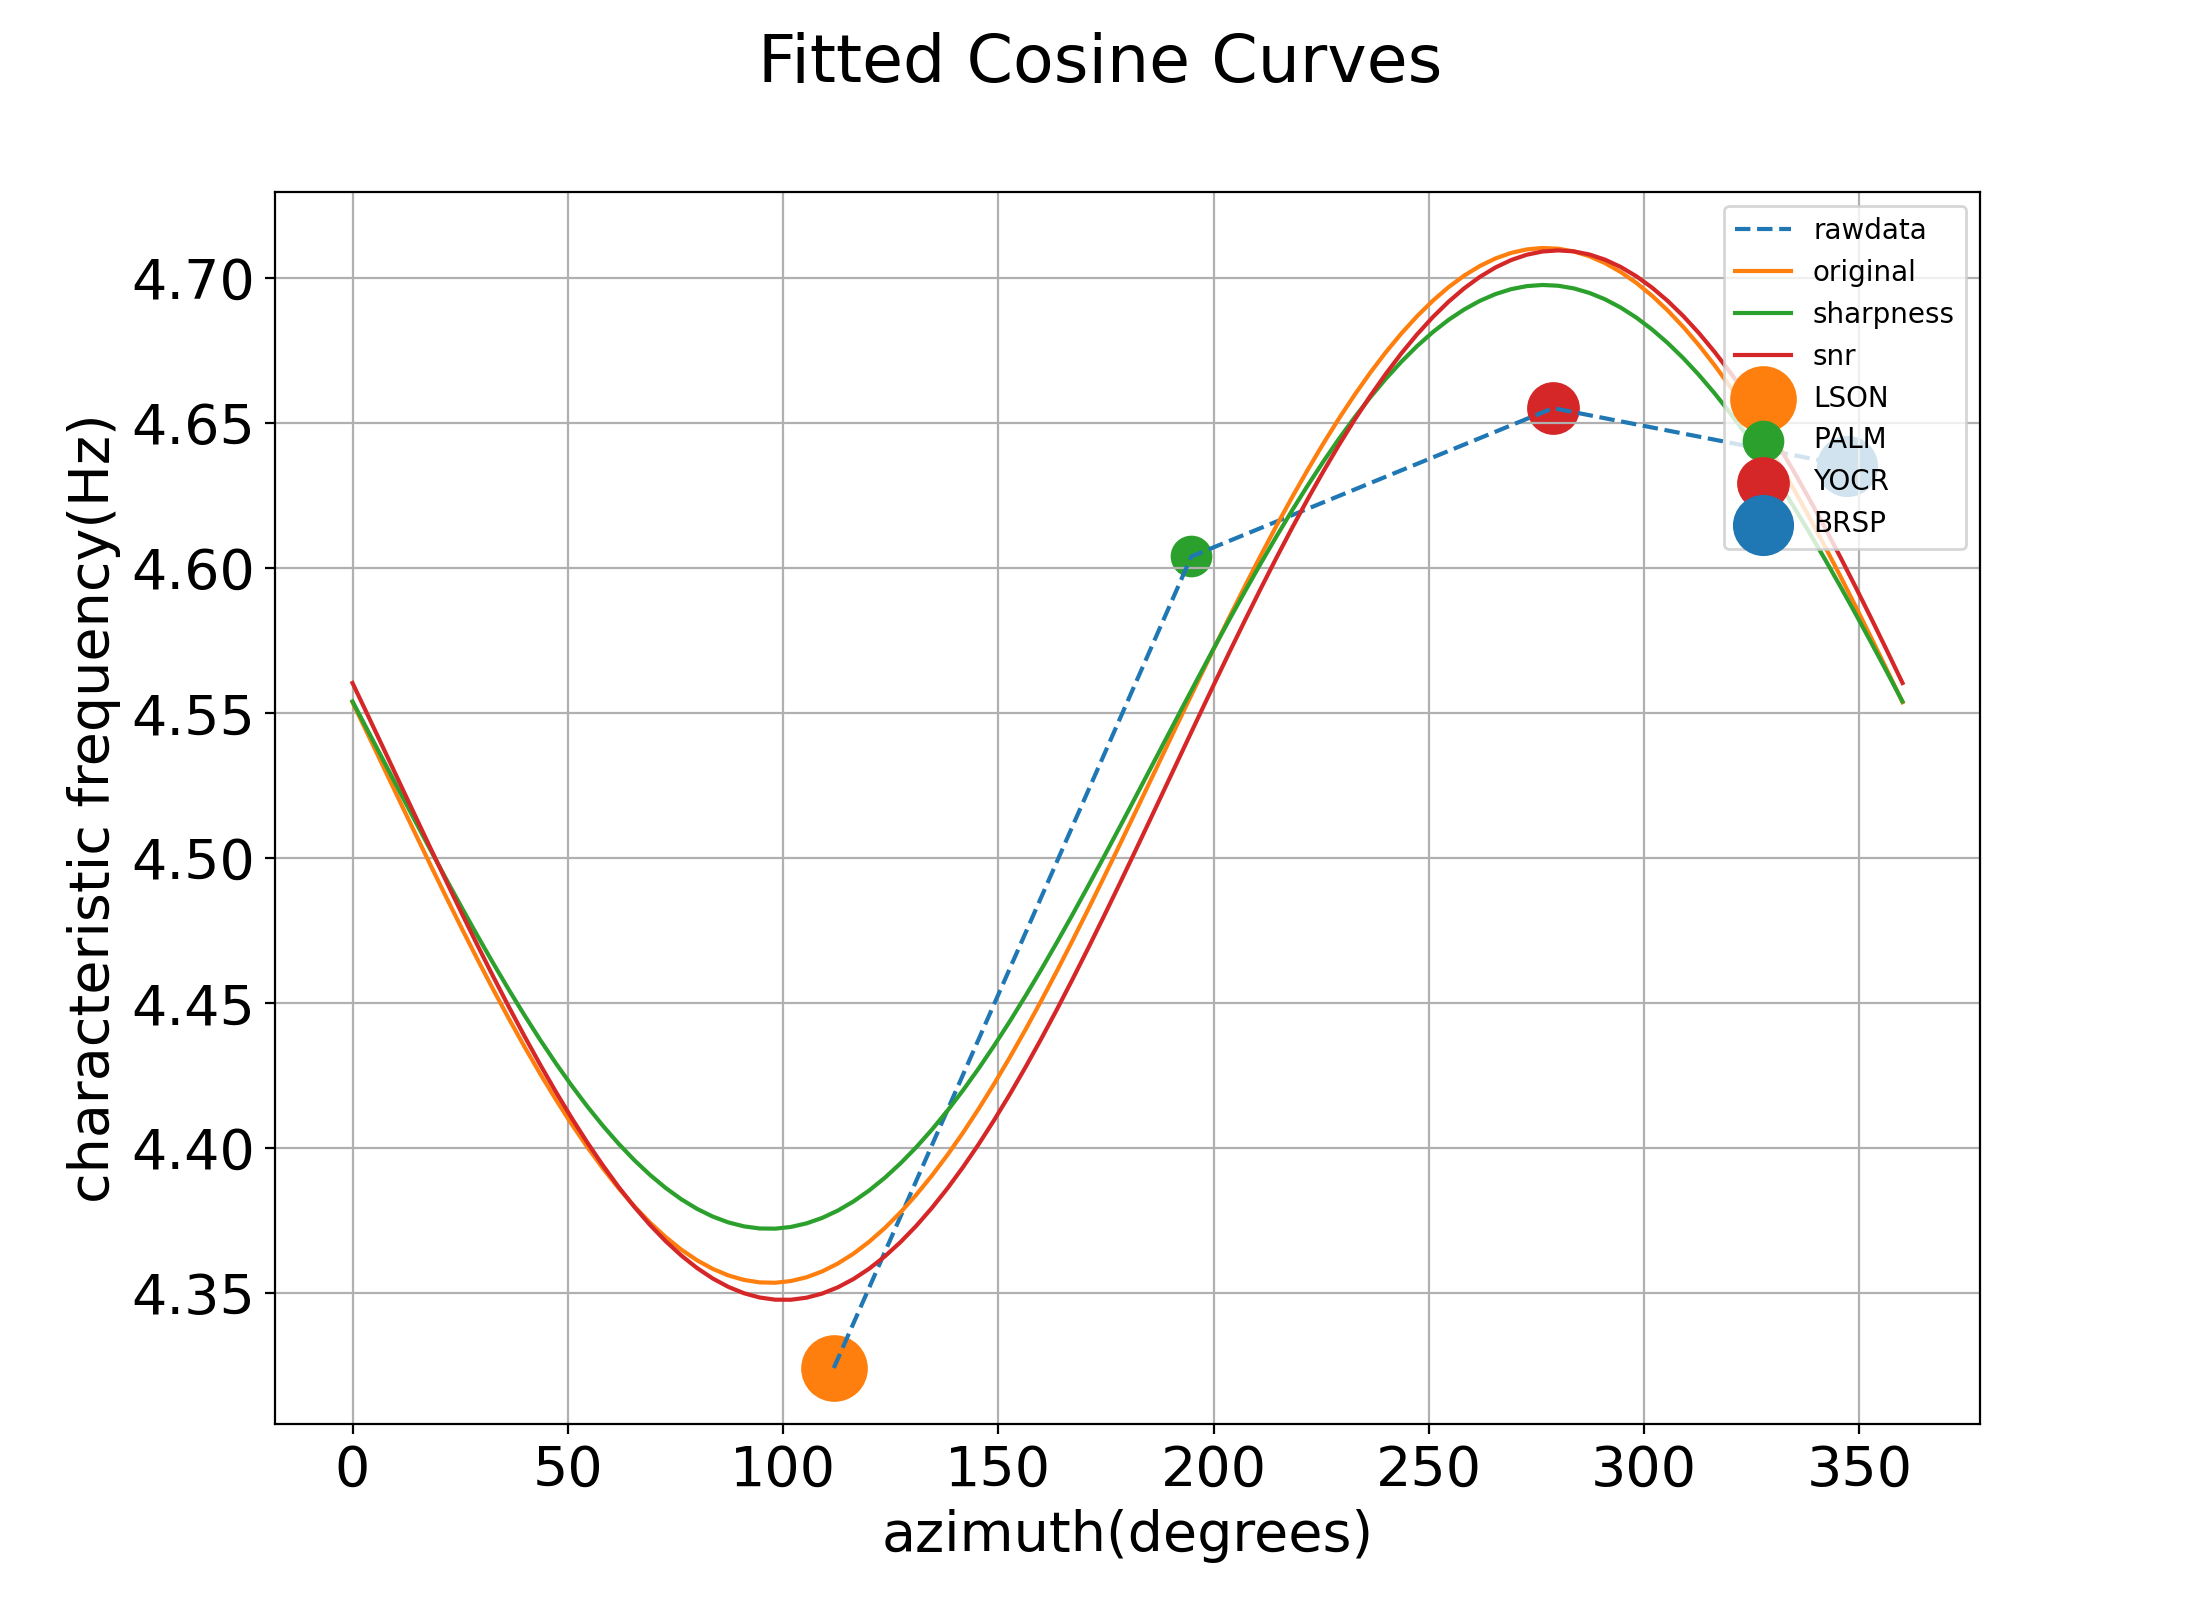 Fitted Cosine Curves
characteristic frequency(Hz)
4.70
4.65
4.60
4.55
4.50
4.45
4.40
4.35
rawdata
original
sharpness
snr
LSON
PALM
YOCR
BRSP
0 50 100 150 200 250 300 350
azimuth(degrees)